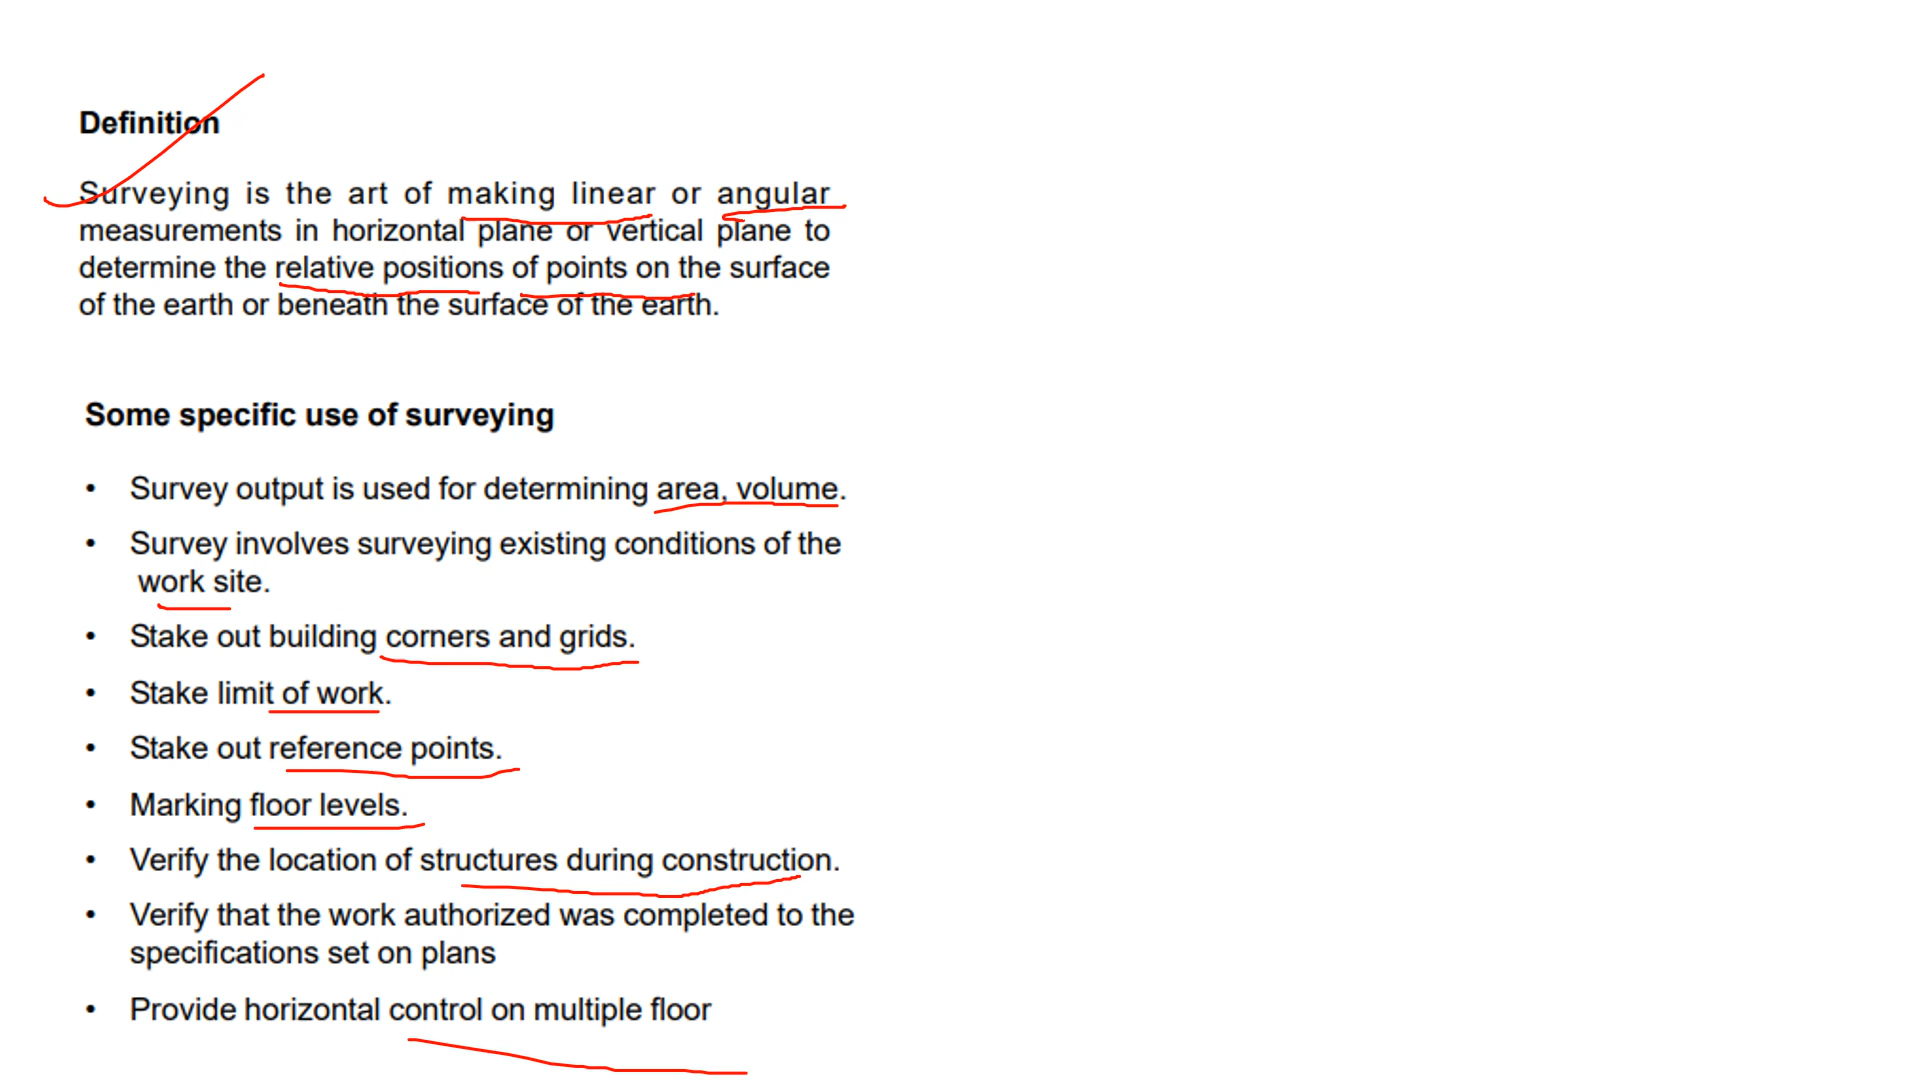 Definition
Surveying is the art of making linear or angular
measurements in horizontal plane or vertical plane to
determine the relative positions of points on the surface
of the earth or beneath the surface of the earth.
Some specific use of surveying
• Survey output is used for determining area, volume.
• Survey involves surveying existing conditions of the
work site.
• Stake out building corners and grids.
• Stake limit of work.
• Stake out reference points.
• Marking floor levels.
• Verify the location of structures during construction.
• Verify that the work authorized was completed to the
specifications set on plans
• Provide horizontal control on multiple floor